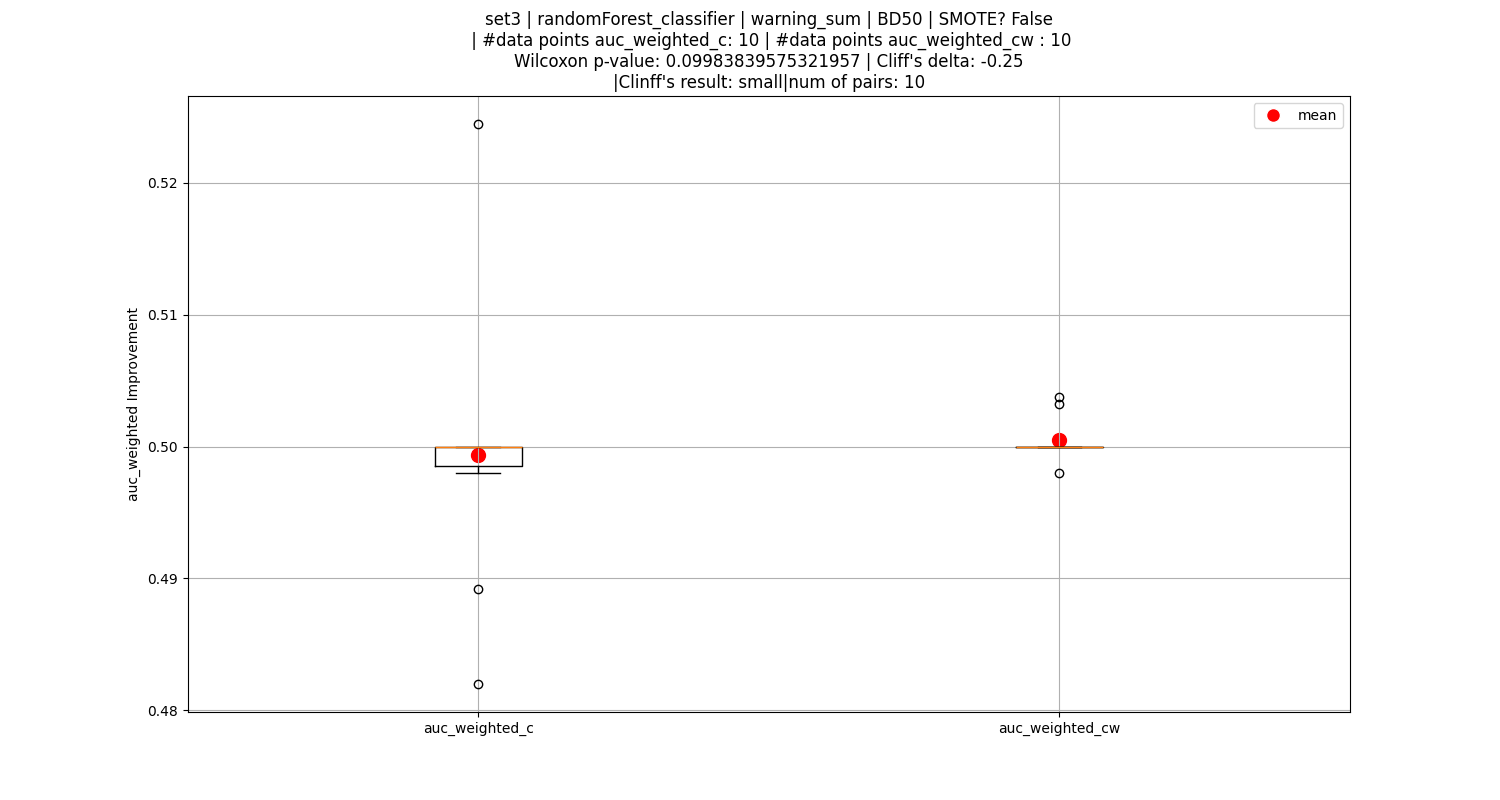 set3 | randomForest_classifier | warning_sum | BD50 | SMOTE? False
| #data points auc_weighted_c: 10 | #data points auc_weighted_cw : 10
Wilcoxon p-value: 0.09983839575321957 | Cliff's delta: -0.25
|Clinff's result: small|num of pairs: 10
mean
auc_weighted Improvement
0.52
0.51
0.50
0.49
0.48
auc_weighted_c
auc_weighted_cw